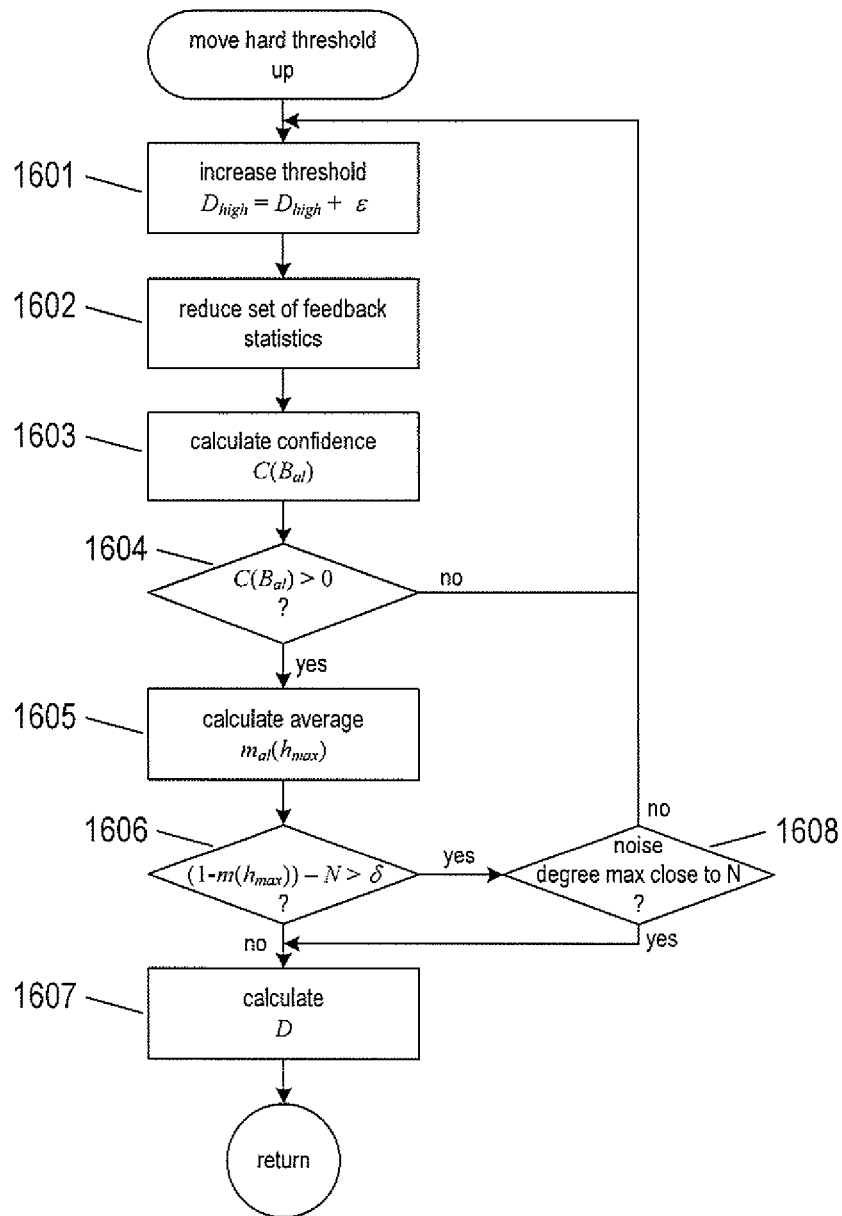 move hard threshold
up
1601
increase threshold
D_high = D_high + ε
1602
reduce set of feedback
statistics
1603
calculate confidence
C(B_al)
1604
C(B_al) > 0
?
no
yes
1605
calculate average
m_al(h_max)
1606
(1-m(h_max)) – N > δ
?
yes
no
1608
no
noise
degree max close to N
?
yes
1607
calculate
D
return